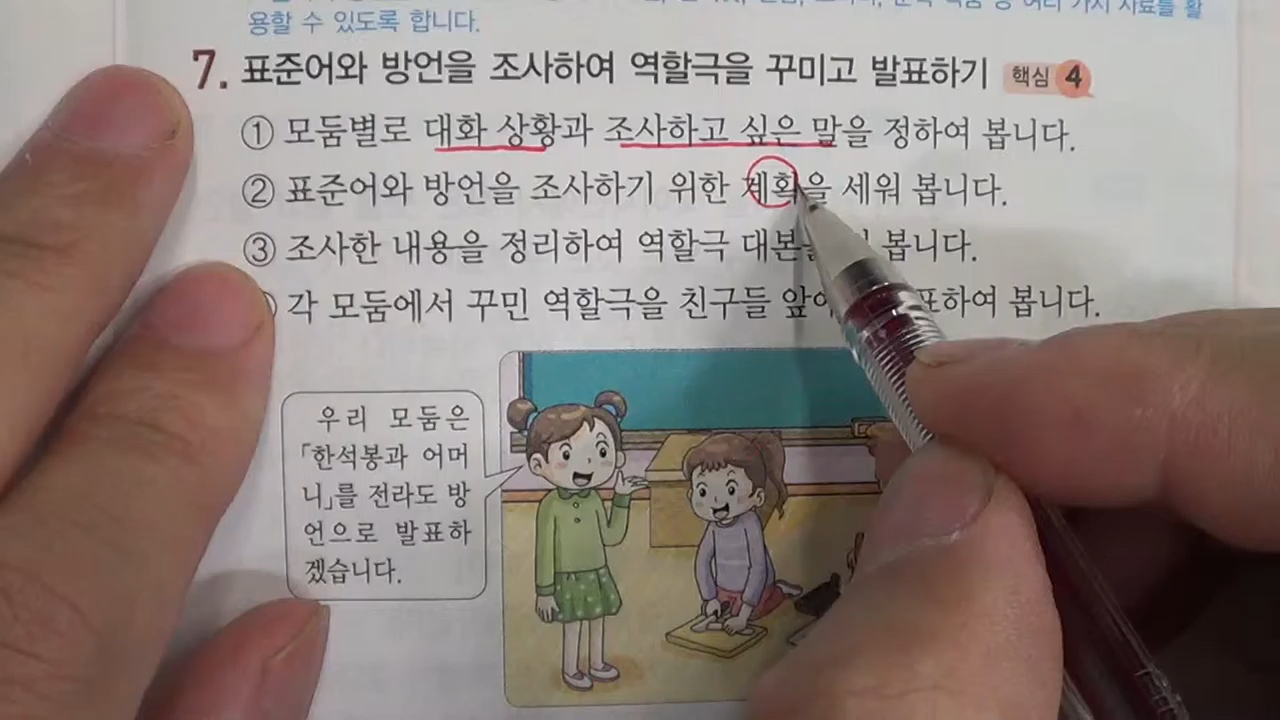 여러 가지 자료를 활
용할 수 있도록 합니다.
7. 표준어와 방언을 조사하여 역할극을 꾸미고 발표하기 핵심 4
① 모둠별로 대화 상황과 조사하고 싶은 말을 정하여 봅니다.
② 표준어와 방언을 조사하기 위한 계획을 세워 봅니다.
③ 조사한 내용을 정리하여 역할극 대본을 봅니다.
각 모둠에서 꾸민 역할극을 친구들 봅니다.
우리 모둠은
「한석봉과 어머
니」를 전라도 방
언으로 발표하
겠습니다.